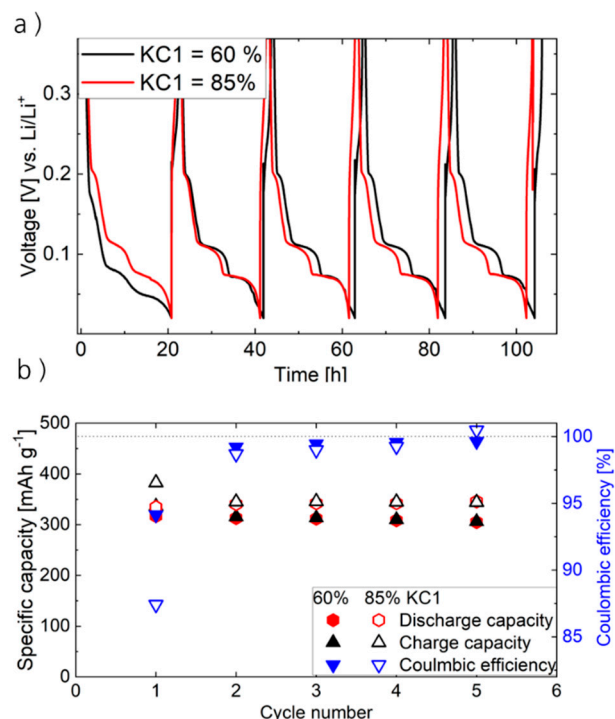 a )
KC1 = 60 %
KC1 = 85%
Voltage [V] vs. Li/Li⁺
0.3
0.2
0.1
0 20 40 60 80 100
Time [h]
b )
Specific capacity [mAh g⁻¹]
500
400
300
200
100
0
Coulombic efficiency [%]
100
95
90
85
60% 85% KC1
Discharge capacity
Charge capacity
Coulmbic efficiency
0 1 2 3 4 5 6
Cycle number